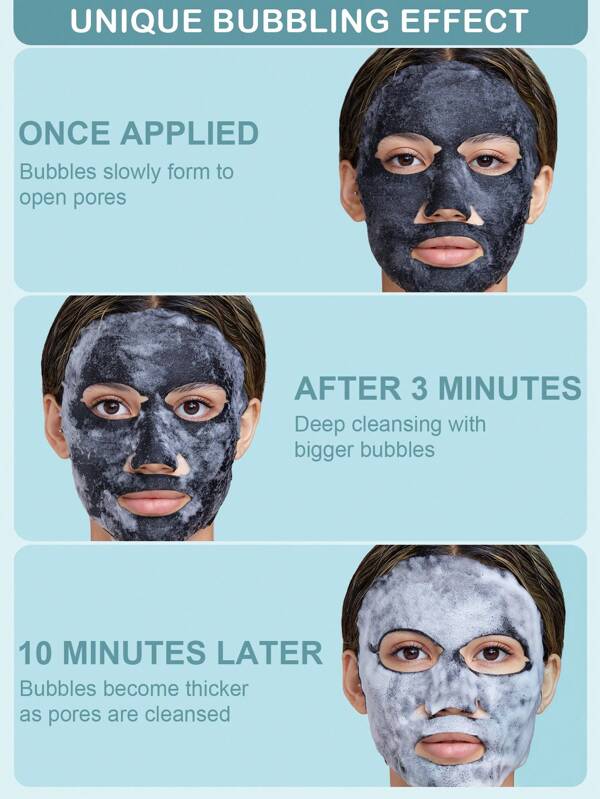 UNIQUE BUBBLING EFFECT
ONCE APPLIED
Bubbles slowly form to
open pores
AFTER 3 MINUTES
Deep cleansing with
bigger bubbles
10 MINUTES LATER
Bubbles become thicker
as pores are cleansed